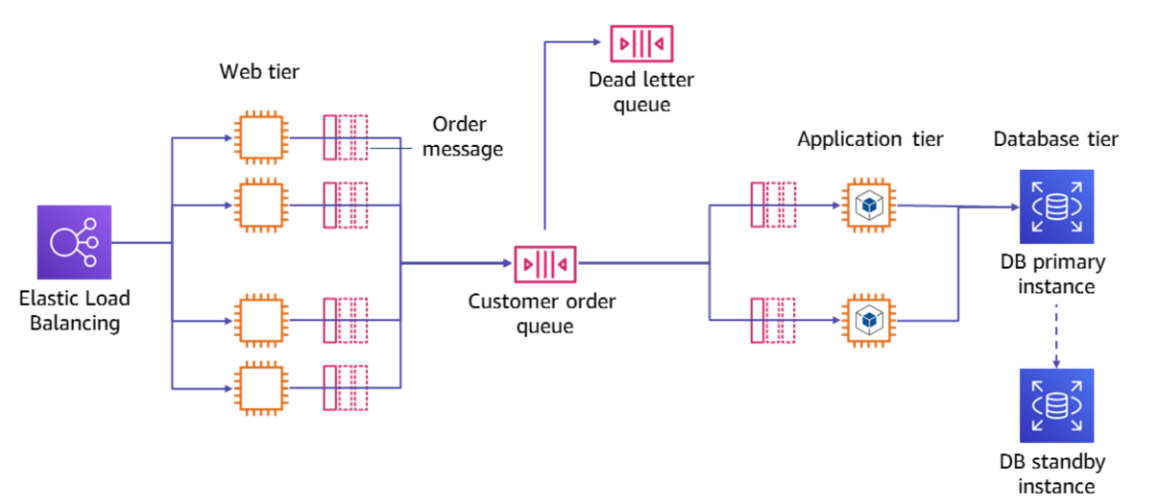 Web tier
Dead letter
queue
Order
message
Application tier
Database tier
Elastic Load
Balancing
Customer order
queue
DB primary
instance
DB standby
instance